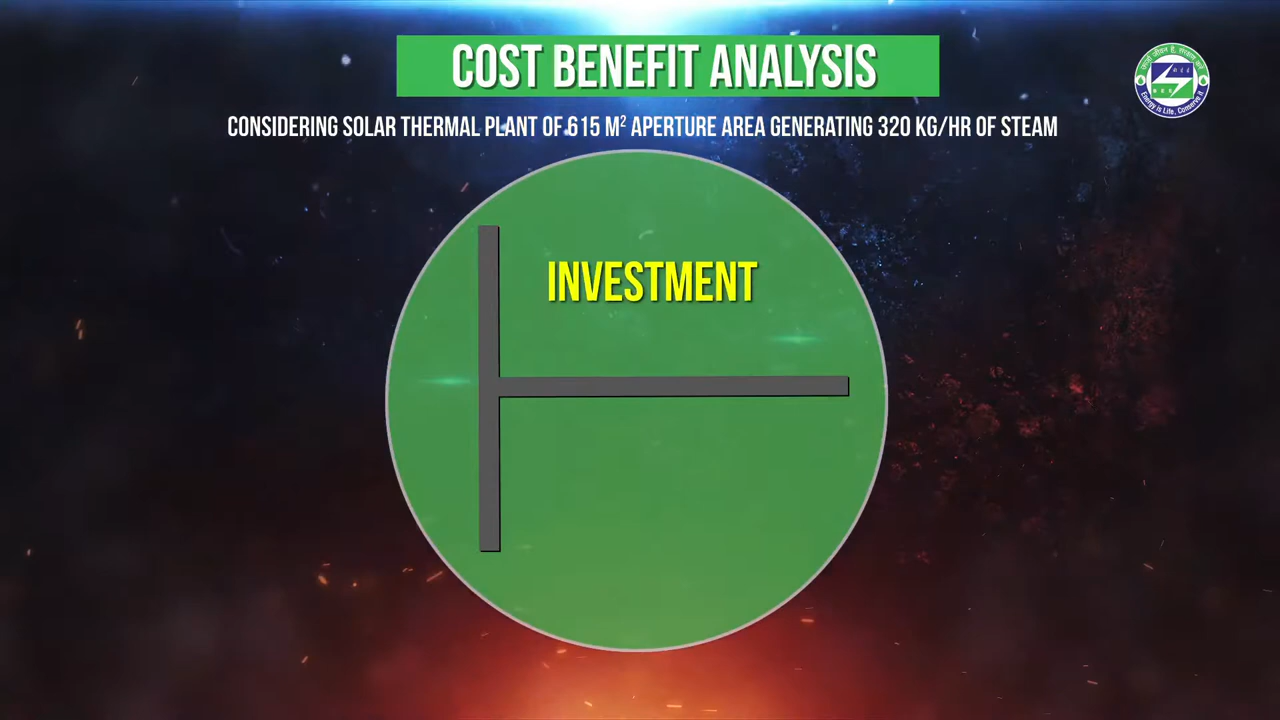 COST BENEFIT ANALYSIS
CONSIDERING SOLAR THERMAL PLANT OF 615 M² APERTURE AREA GENERATING 320 KG/HR OF STEAM
INVESTMENT
Energy is Life, Conserve it